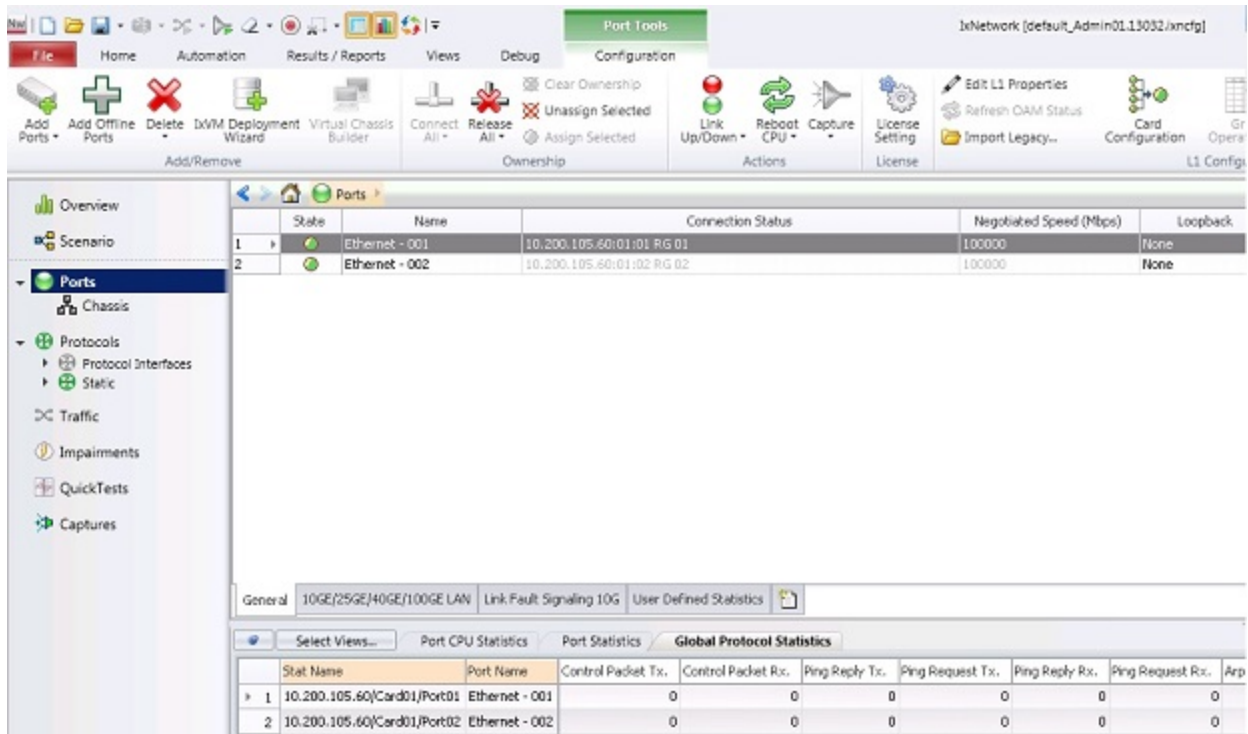 Nw
Port Tools
IxNetwork [default_Admin01.13032.ixncfg]
File Home Automation Results / Reports Views Debug Configuration
Add Ports Add Offline Ports Delete IxVM Deployment Wizard Virtual Chassis Builder Connect All Release All Clear Ownership Unassign Selected Assign Selected Link Up/Down Reboot CPU Capture License Setting Edit L1 Properties Refresh OAM Status Import Legacy... Card Configuration Gr Opera
Add/Remove Ownership Actions License L1 Configu
Overview
Scenario
Ports
Chassis
Protocols
Protocol Interfaces
Static
Traffic
Impairments
QuickTests
Captures
Ports
State Name Connection Status Negotiated Speed (Mbps) Loopback
1 Ethernet - 001 10.200.105.60:01:01 RG 01 100000 None
2 Ethernet - 002 10.200.105.60:01:02 RG 02 100000 None
General 10GE/25GE/40GE/100GE LAN Link Fault Signaling 10G User Defined Statistics
Select Views... Port CPU Statistics Port Statistics Global Protocol Statistics
Stat Name Port Name Control Packet Tx. Control Packet Rx. Ping Reply Tx. Ping Request Tx. Ping Reply Rx. Ping Request Rx. Arp
1 10.200.105.60/Card01/Port01 Ethernet - 001 0 0 0 0 0 0
2 10.200.105.60/Card01/Port02 Ethernet - 002 0 0 0 0 0 0